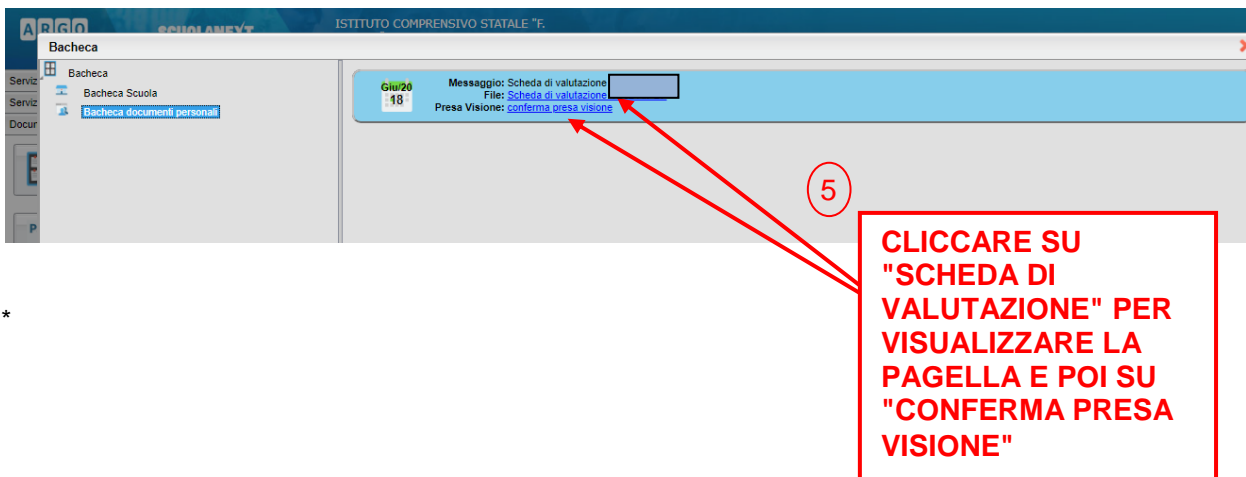 ARGO SCUOLANEXT ISTITUTO COMPRENSIVO STATALE "F.
Bacheca
Serviz
Serviz
Docur
Bacheca
Bacheca Scuola
Bacheca documenti personali
Giu/20
18
Messaggio: Scheda di valutazione
File: Scheda di valutazione
Presa Visione: conferma presa visione
E
P
5
CLICCARE SU
"SCHEDA DI
VALUTAZIONE" PER
VISUALIZZARE LA
PAGELLA E POI SU
"CONFERMA PRESA
VISIONE"
*